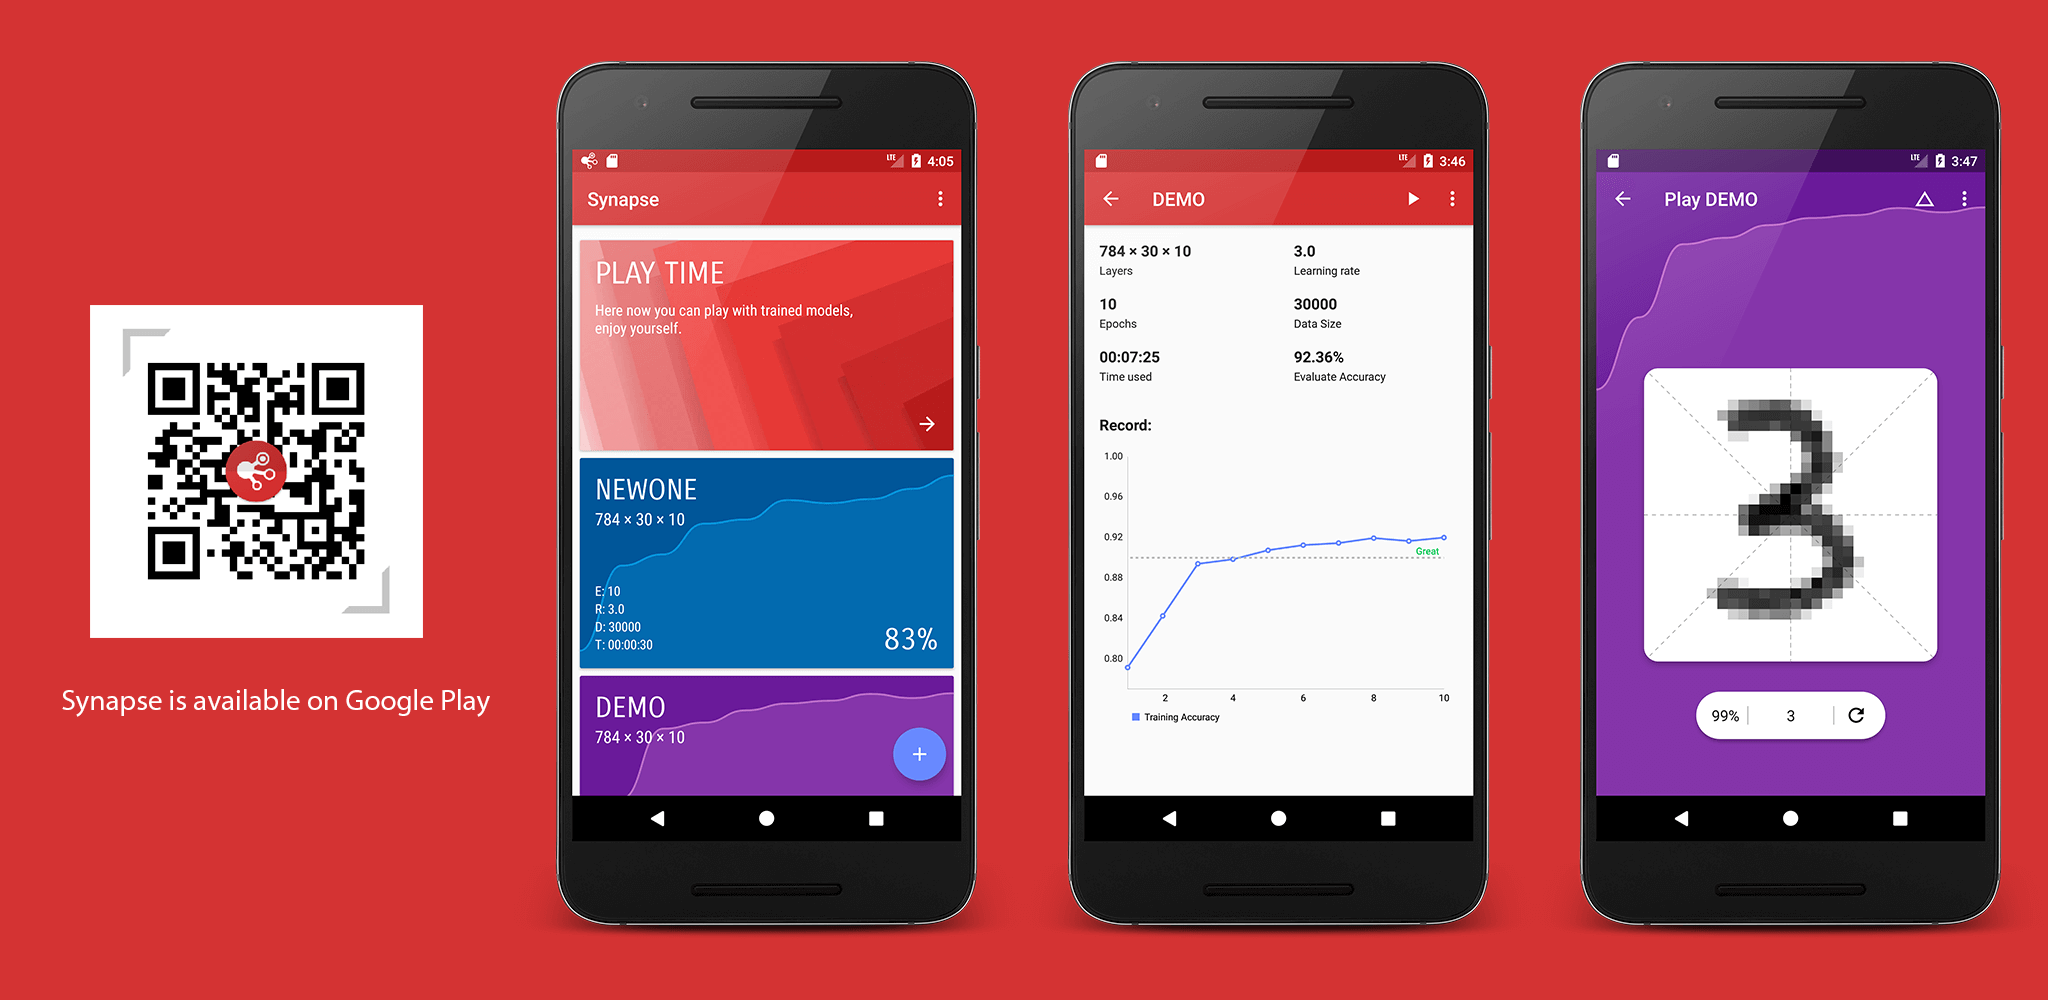 Synapse is available on Google Play
LTE 4:05
Synapse
PLAY TIME
Here now you can play with trained models,
enjoy yourself.
NEWONE
784 × 30 × 10
E: 10
R: 3.0
D: 30000
T: 00:00:30
83%
DEMO
784 × 30 × 10
+
LTE 3:46
DEMO
784 × 30 × 10
Layers
3.0
Learning rate
10
Epochs
30000
Data Size
00:07:25
Time used
92.36%
Evaluate Accuracy
Record:
1.00
0.96
0.92
Great
0.88
0.84
0.80
2 4 6 8 10
Training Accuracy
LTE 3:47
Play DEMO
3
99% 3